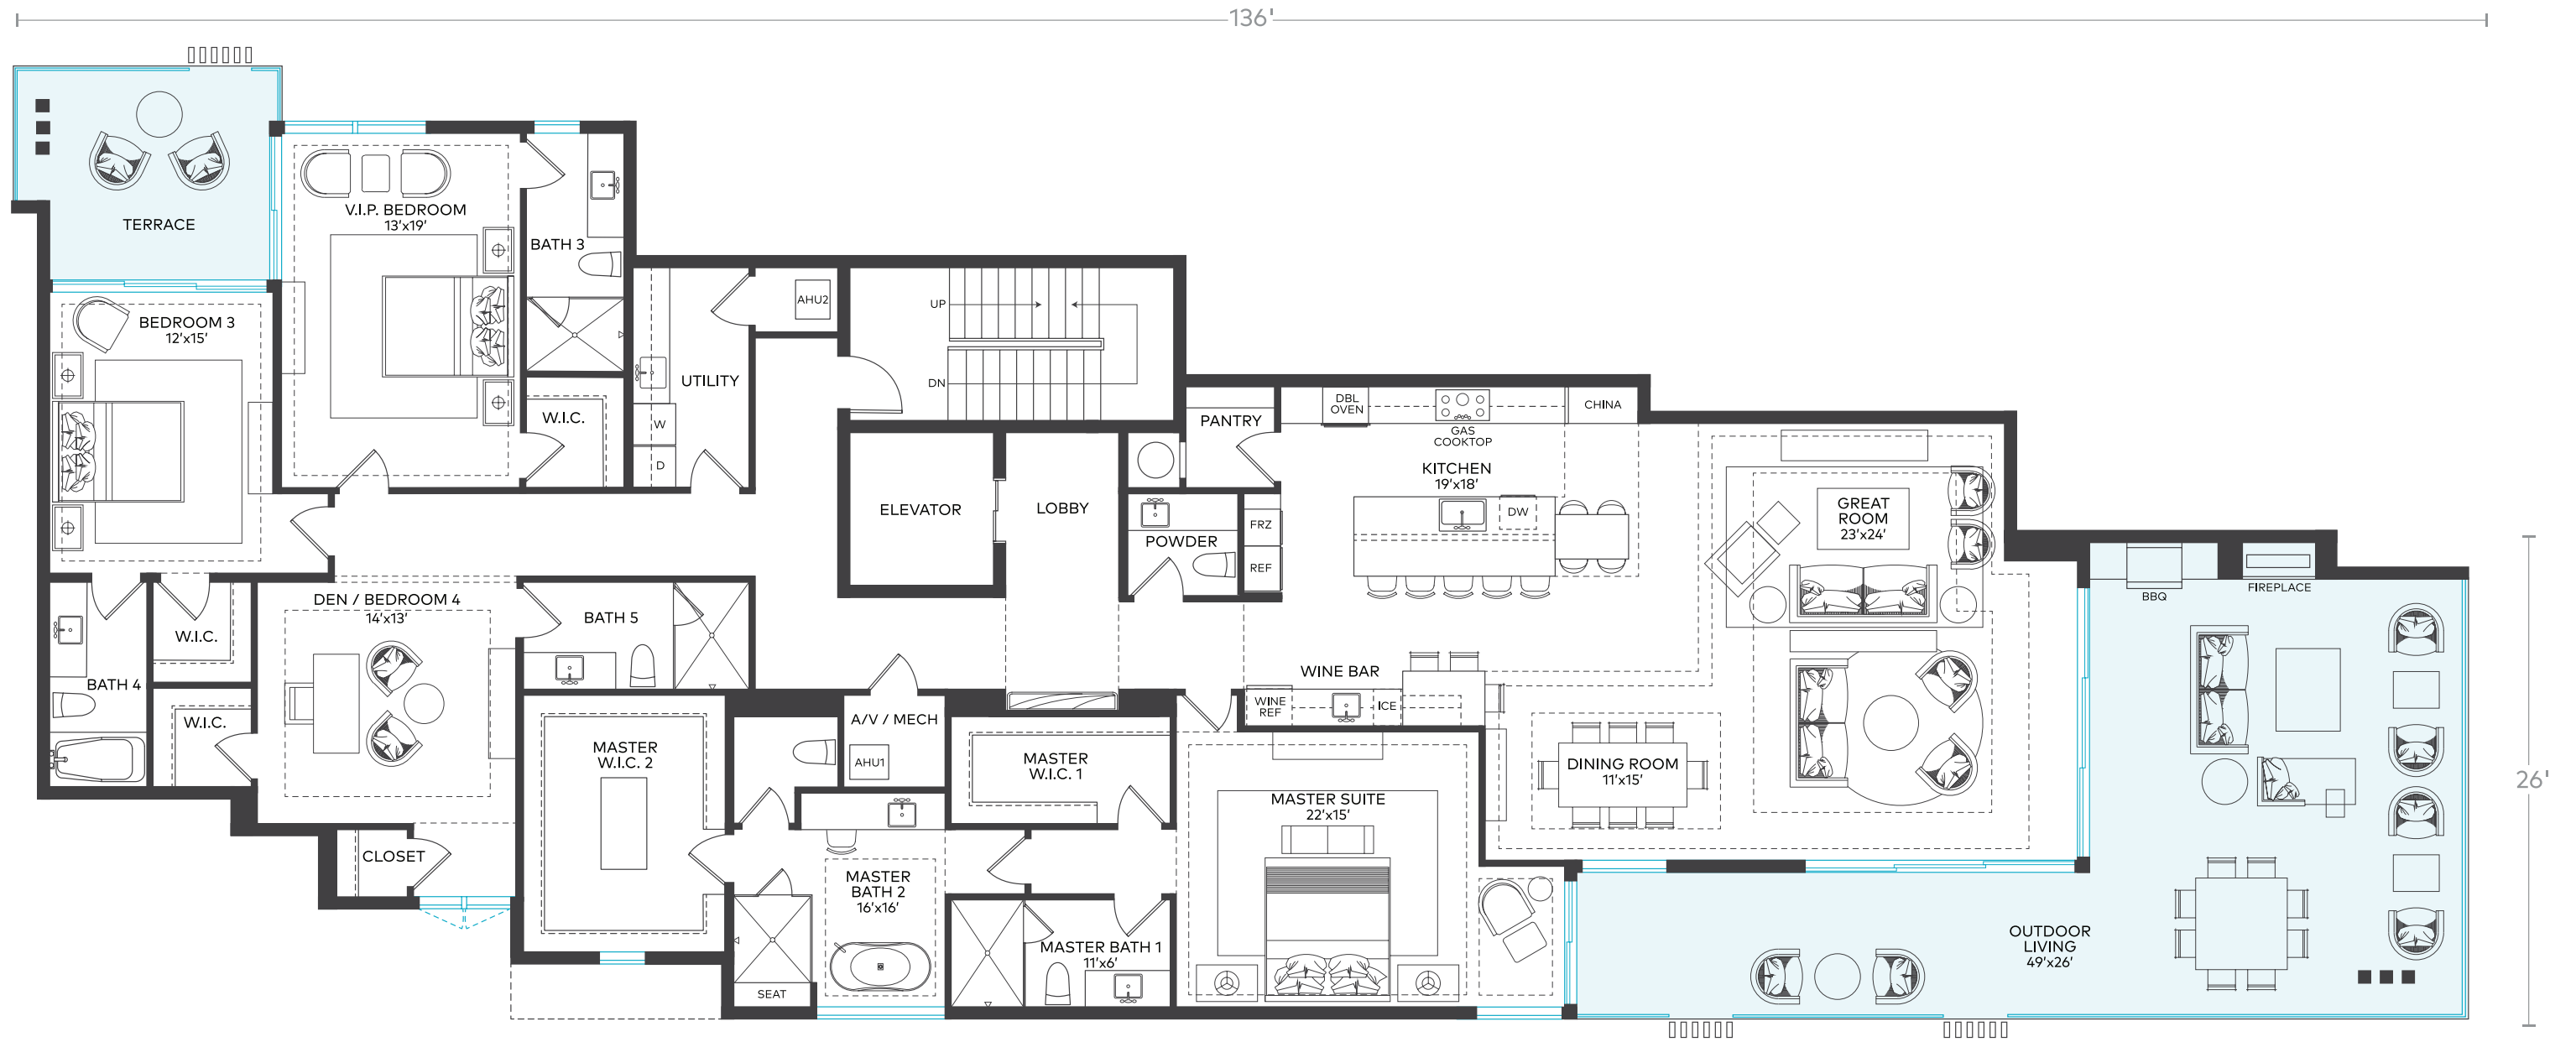 136'
TERRACE
V.I.P. BEDROOM
13'x19'
BATH 3
BEDROOM 3
12'x15'
AHU2
UP
DN
UTILITY
W.I.C.
W
D
PANTRY
DBL
OVEN
GAS
COOKTOP
CHINA
KITCHEN
19'x18'
DW
ELEVATOR
LOBBY
POWDER
FRZ
REF
GREAT
ROOM
23'x24'
BBQ
FIREPLACE
DEN / BEDROOM 4
14'x13'
BATH 5
W.I.C.
BATH 4
W.I.C.
WINE BAR
WINE
REF
ICE
A/V / MECH
AHU1
MASTER
W.I.C. 2
MASTER
W.I.C. 1
DINING ROOM
11'x15'
MASTER SUITE
22'x15'
26'
CLOSET
MASTER
BATH 2
16'x16'
MASTER BATH 1
11'x6'
SEAT
OUTDOOR
LIVING
49'x26'